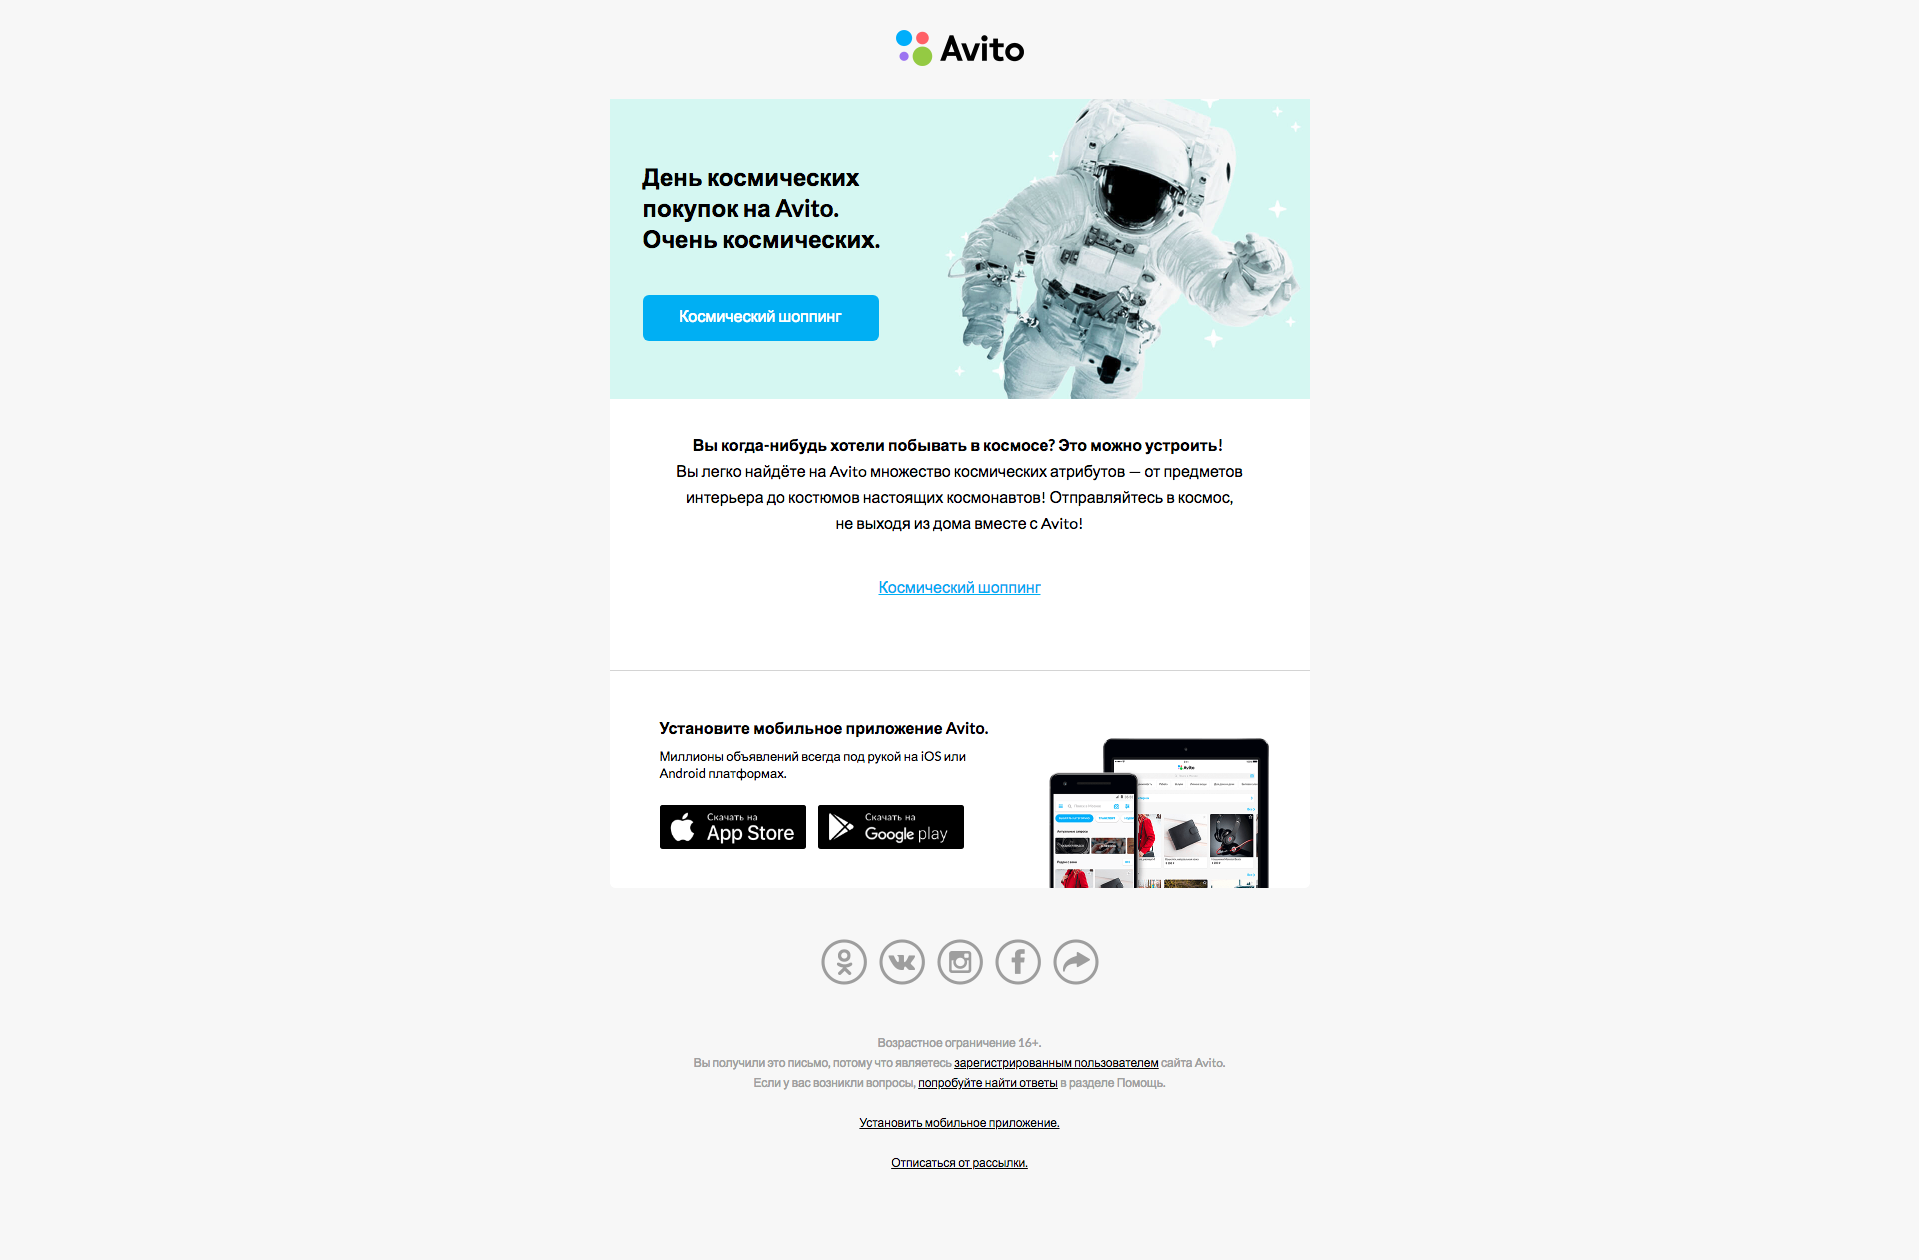 Avito
День космических
покупок на Avito.
Очень космических.
Космический шоппинг
Вы когда-нибудь хотели побывать в космосе? Это можно устроить!
Вы легко найдёте на Avito множество космических атрибутов — от предметов
интерьера до костюмов настоящих космонавтов! Отправляйтесь в космос,
не выходя из дома вместе с Avito!
Космический шоппинг
Установите мобильное приложение Avito.
Миллионы объявлений всегда под рукой на iOS или
Android платформах.
Скачать на
App Store
Скачать на
Google play
Avito
Возрастное ограничение 16+.
Вы получили это письмо, потому что являетесь зарегистрированным пользователем сайта Avito.
Если у вас возникли вопросы, попробуйте найти ответы в разделе Помощь.
Установить мобильное приложение.
Отписаться от рассылки.